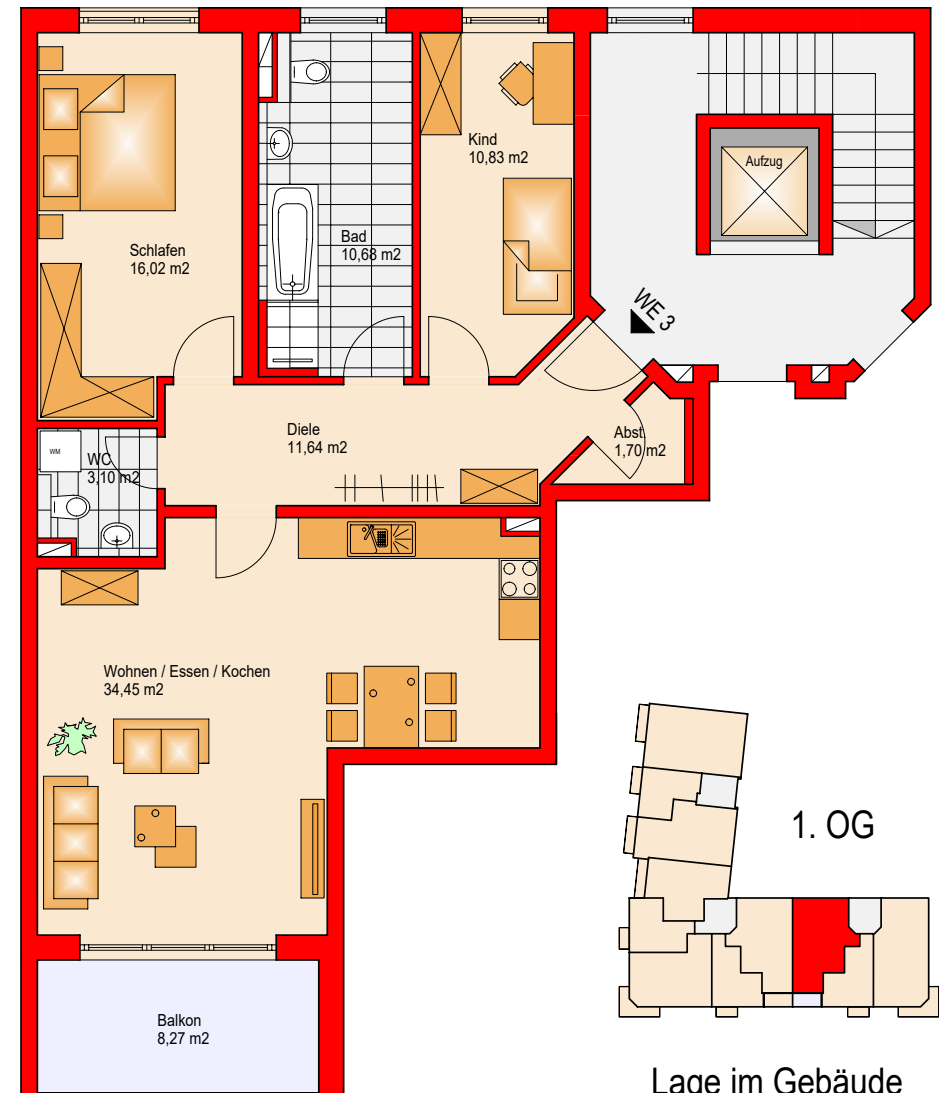 Kind
10,83 m2
Aufzug
Schlafen
16,02 m2
Bad
10,68 m2
WE 3
Diele
11,64 m2
Abst.
1,70 m2
WM
WC
3,10 m2
Wohnen / Essen / Kochen
34,45 m2
1. OG
Balkon
8,27 m2
Lage im Gebäude